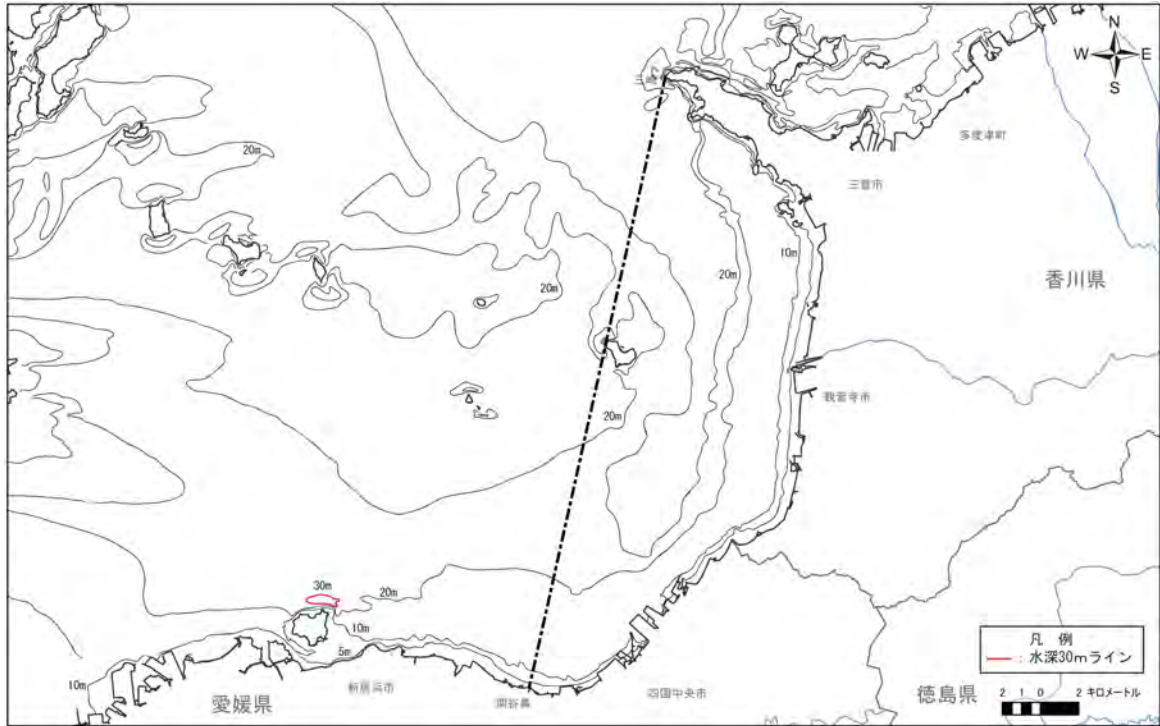 N
W E
S
三崎
多度津町
20m
三豊市
10m
20m
香川県
20m
観音寺市
20m
30m
20m
10m
5m
10m
新居浜市
四国中央市
愛媛県
徳島県
凡 例
: 水深30mライン
2 1 0 2 キロメートル